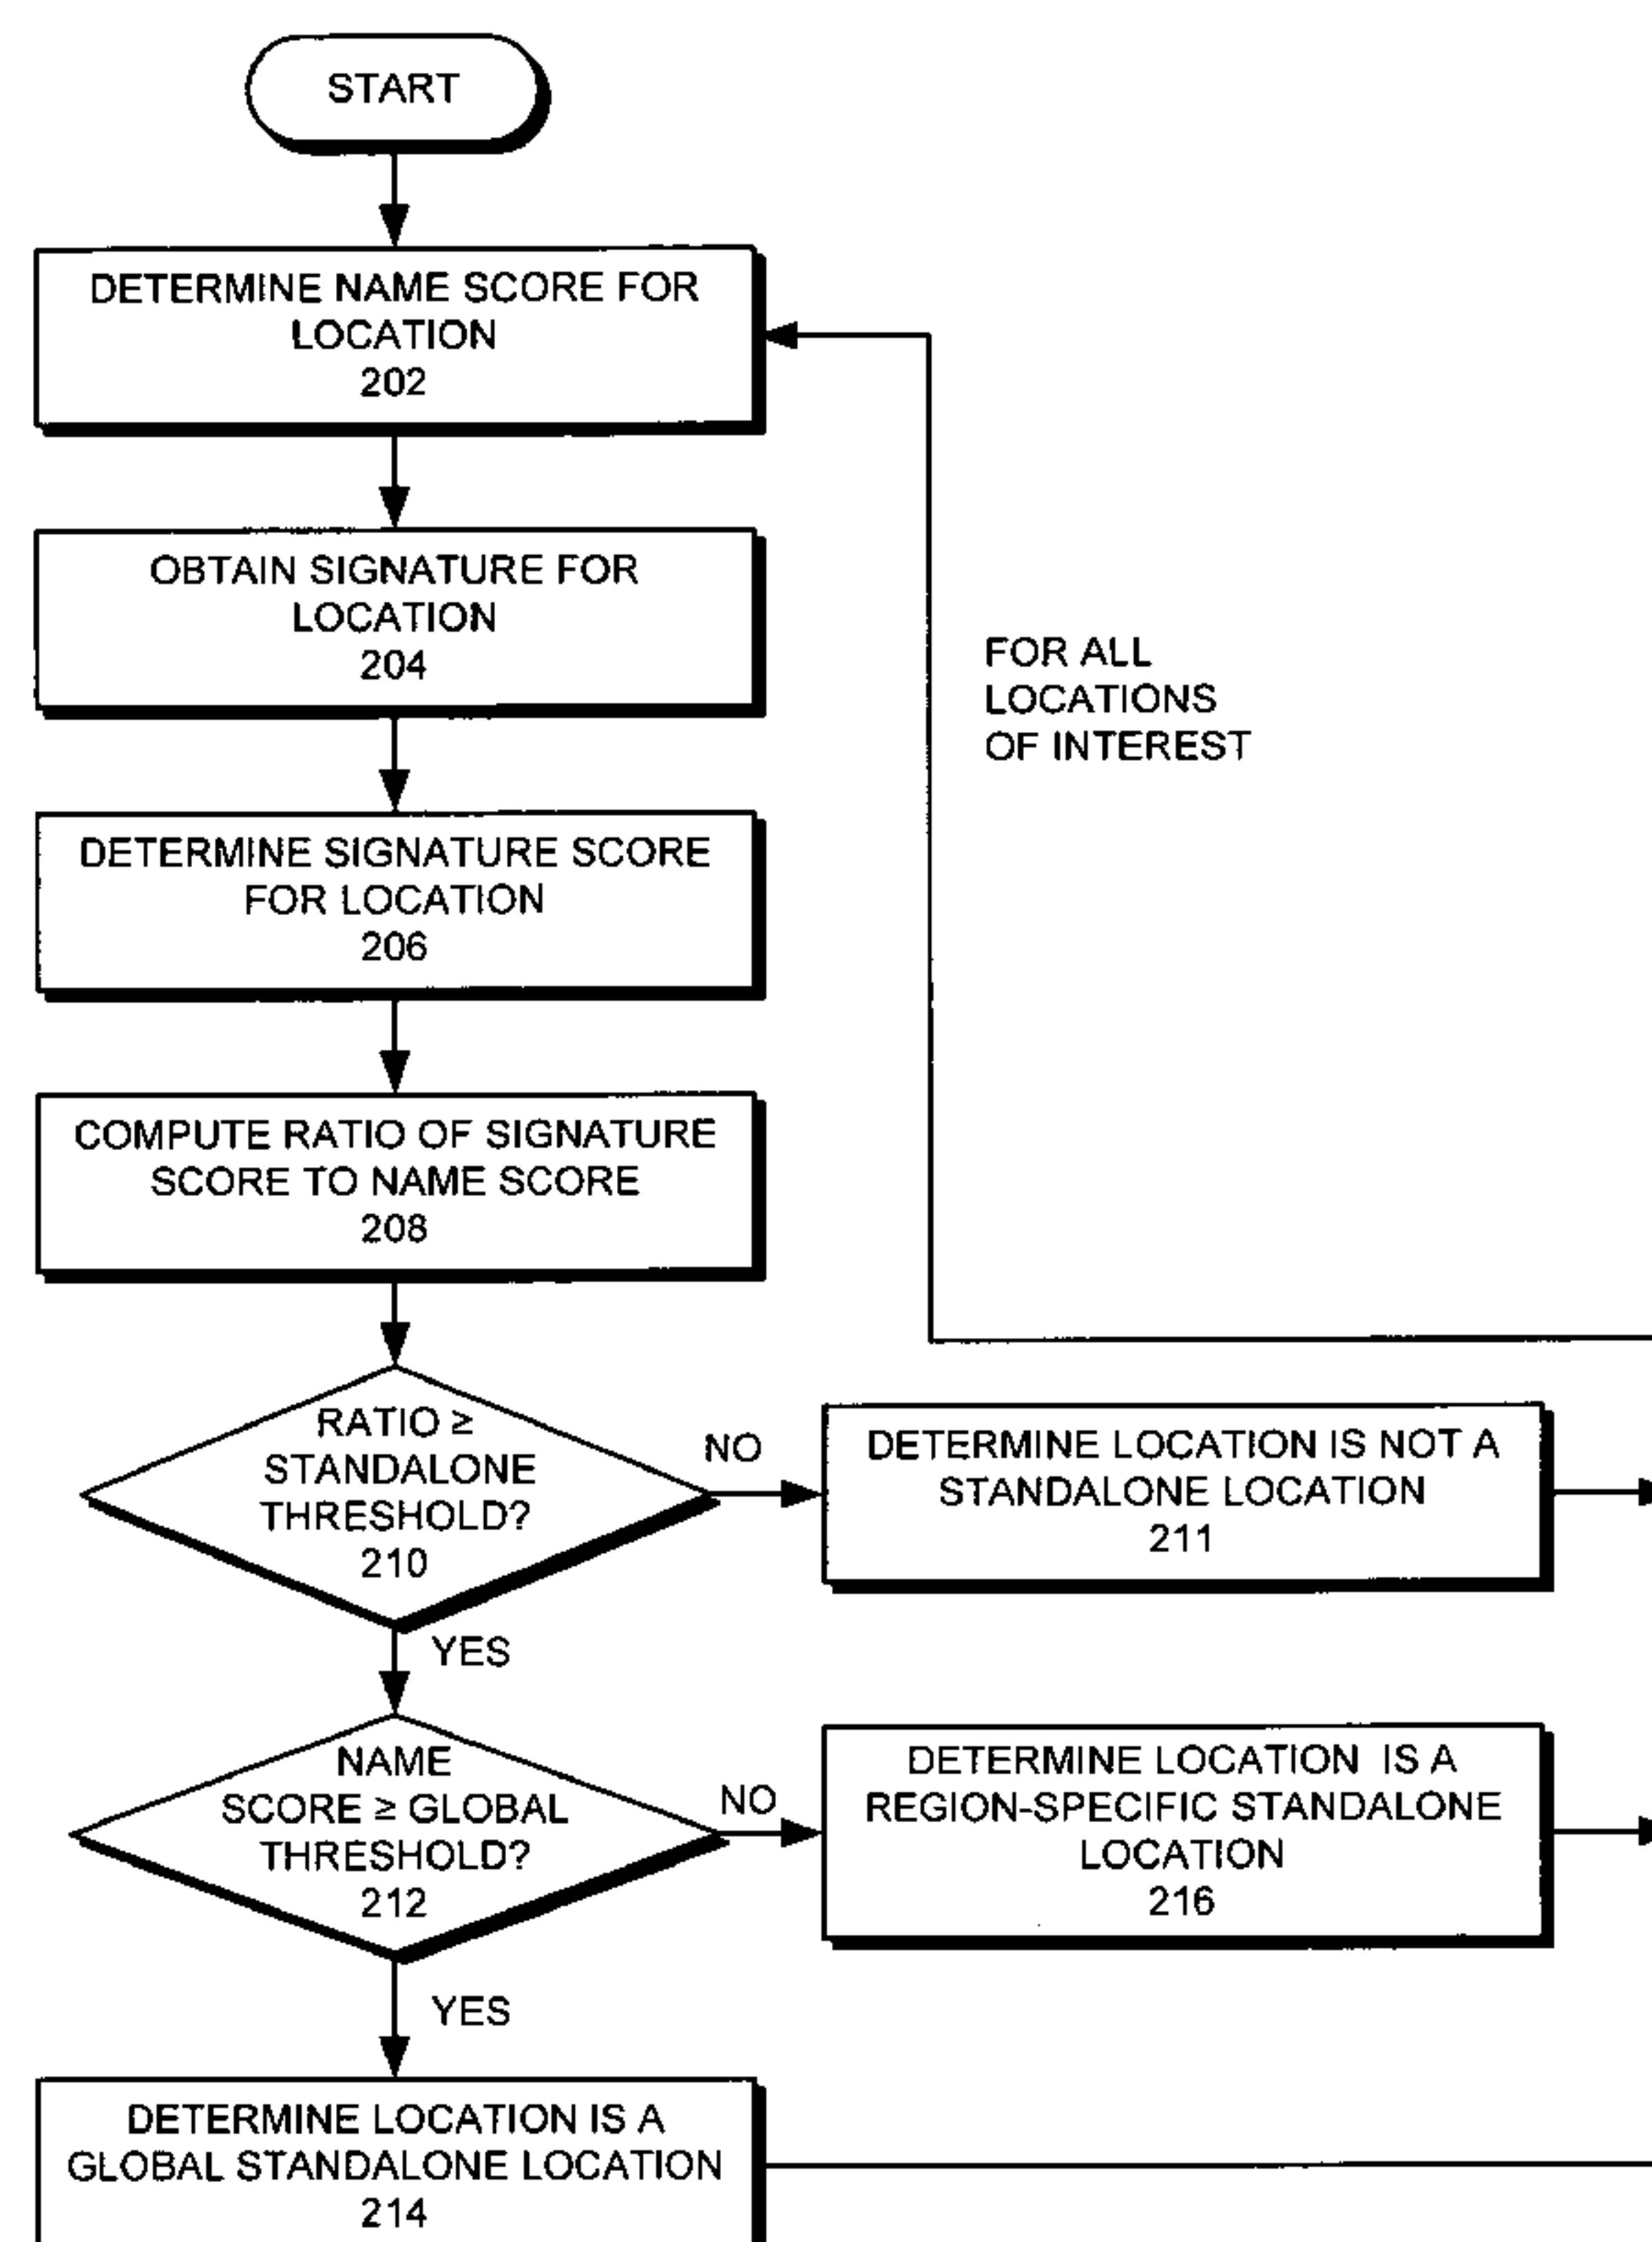 START
DETERMINE NAME SCORE FOR
LOCATION
202
OBTAIN SIGNATURE FOR
LOCATION
204
FOR ALL
LOCATIONS
OF INTEREST
DETERMINE SIGNATURE SCORE
FOR LOCATION
206
COMPUTE RATIO OF SIGNATURE
SCORE TO NAME SCORE
208
RATIO ≥
STANDALONE
THRESHOLD?
210
NO
DETERMINE LOCATION IS NOT A
STANDALONE LOCATION
211
YES
NAME
SCORE ≥ GLOBAL
THRESHOLD?
212
NO
DETERMINE LOCATION IS A
REGION-SPECIFIC STANDALONE
LOCATION
216
YES
DETERMINE LOCATION IS A
GLOBAL STANDALONE LOCATION
214